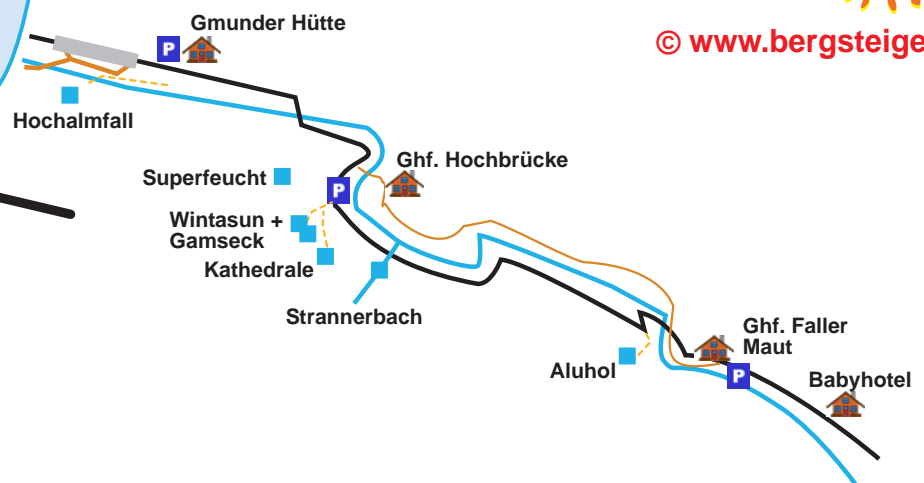 Gmunder Hütte
P
© www.bergsteige
Hochalmfall
Ghf. Hochbrücke
Superfeucht
P
Wintasun +
Gamseck
Kathedrale
Strannerbach
Ghf. Faller
Maut
Aluhol
P
Babyhotel